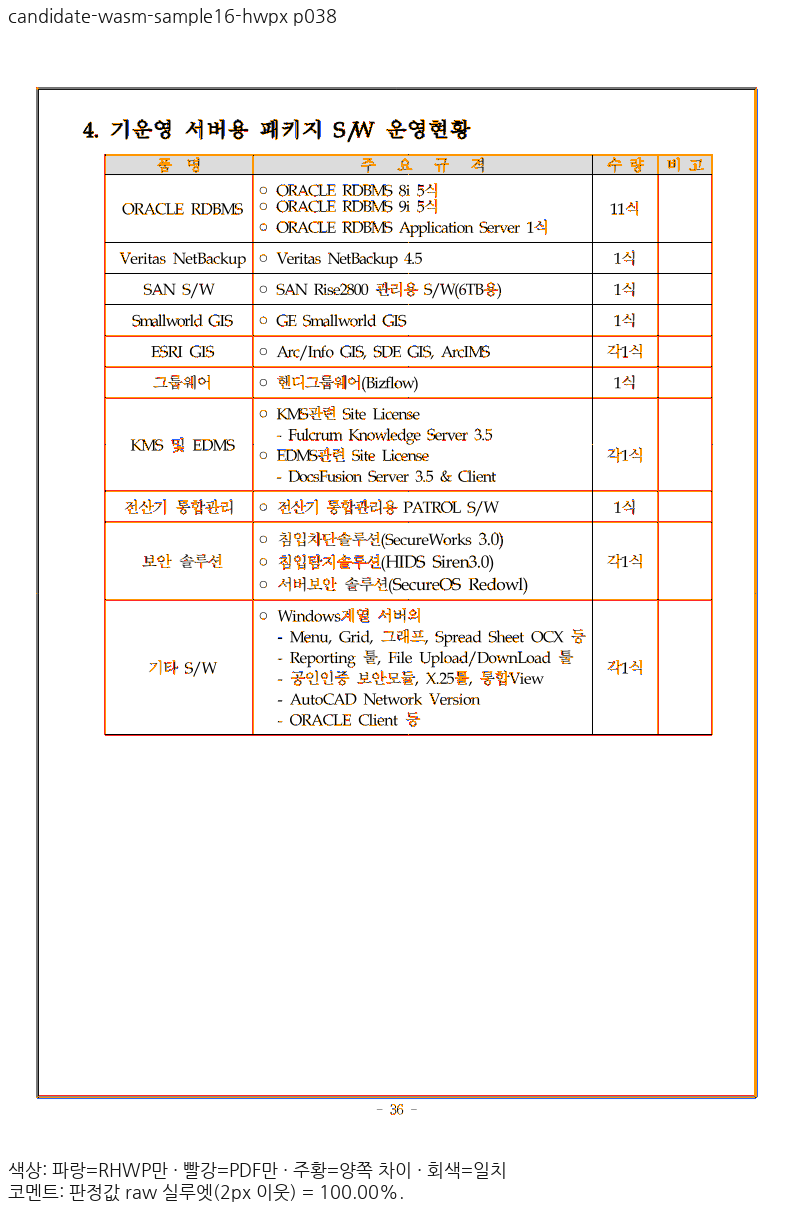 candidate-wasm-sample16-hwpx p038
4. 기운영 서버용 패키지 S/W 운영현황
품 명 주 요 규 격 수 량 비 고
ORACLE RDBMS
○ ORACLE RDBMS 8i 5식
○ ORACLE RDBMS 9i 5식
○ ORACLE RDBMS Application Server 1식
11식
Veritas NetBackup ○ Veritas NetBackup 4.5 1식
SAN S/W ○ SAN Rise2800 관리용 S/W(6TB용) 1식
Smallworld GIS ○ GE Smallworld GIS 1식
ESRI GIS ○ Arc/Info GIS, SDE GIS, ArcIMS 각1식
그룹웨어 ○ 핸디그룹웨어(Bizflow) 1식
KMS 및 EDMS
○ KMS관련 Site License
- Fulcrum Knowledge Server 3.5
○ EDMS관련 Site License
- DocsFusion Server 3.5 & Client
각1식
전산기 통합관리 ○ 전산기 통합관리용 PATROL S/W 1식
보안 솔루션
○ 침입차단솔루션(SecureWorks 3.0)
○ 침입탐지솔루션(HIDS Siren3.0)
○ 서버보안 솔루션(SecureOS Redowl)
각1식
기타 S/W
○ Windows계열 서버의
- Menu, Grid, 그래프, Spread Sheet OCX 등
- Reporting 툴, File Upload/DownLoad 툴
- 공인인증 보안모듈, X.25툴, 통합View
- AutoCAD Network Version
- ORACLE Client 등
각1식
- 36 -
색상: 파랑=RHWP만 · 빨강=PDF만 · 주황=양쪽 차이 · 회색=일치
코멘트: 판정값 raw 실루엣(2px 이웃) = 100.00%.